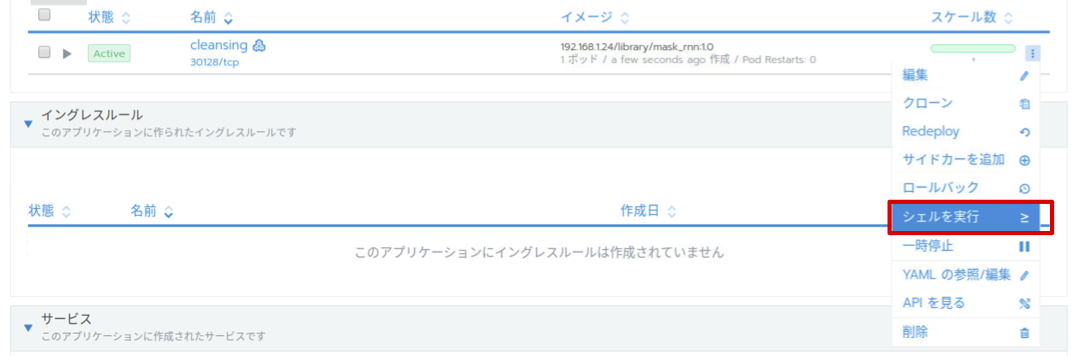 状態 名前 イメージ スケール数
Active cleansing 192.168.1.24/library/mask_rnn:1.0
30128/tcp 1 ポッド / a few seconds ago 作成 / Pod Restarts: 0
編集
クローン
Redeploy
サイドカーを追加
ロールバック
シェルを実行
一時停止
YAML の参照/編集
API を見る
削除
イングレスルール
このアプリケーションに作られたイングレスルールです
状態 名前 作成日
このアプリケーションにイングレスルールは作成されていません
サービス
このアプリケーションに作成されたサービスです